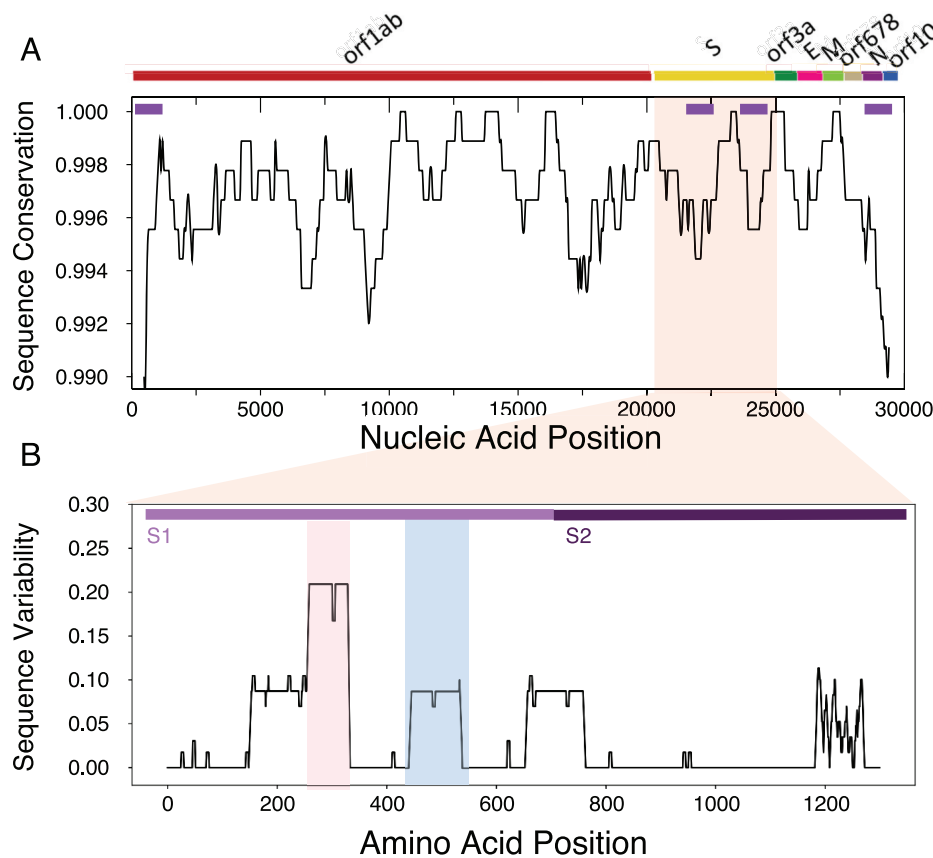 A
orf1ab
S
orf3a
E
M
orf678
N
orf10
Sequence Conservation
1.000
0.998
0.996
0.994
0.992
0.990
0 5000 10000 15000 20000 25000 30000
Nucleic Acid Position
B
Sequence Variability
0.30
0.25
0.20
0.15
0.10
0.05
0.00
S1 S2
0 200 400 600 800 1000 1200
Amino Acid Position